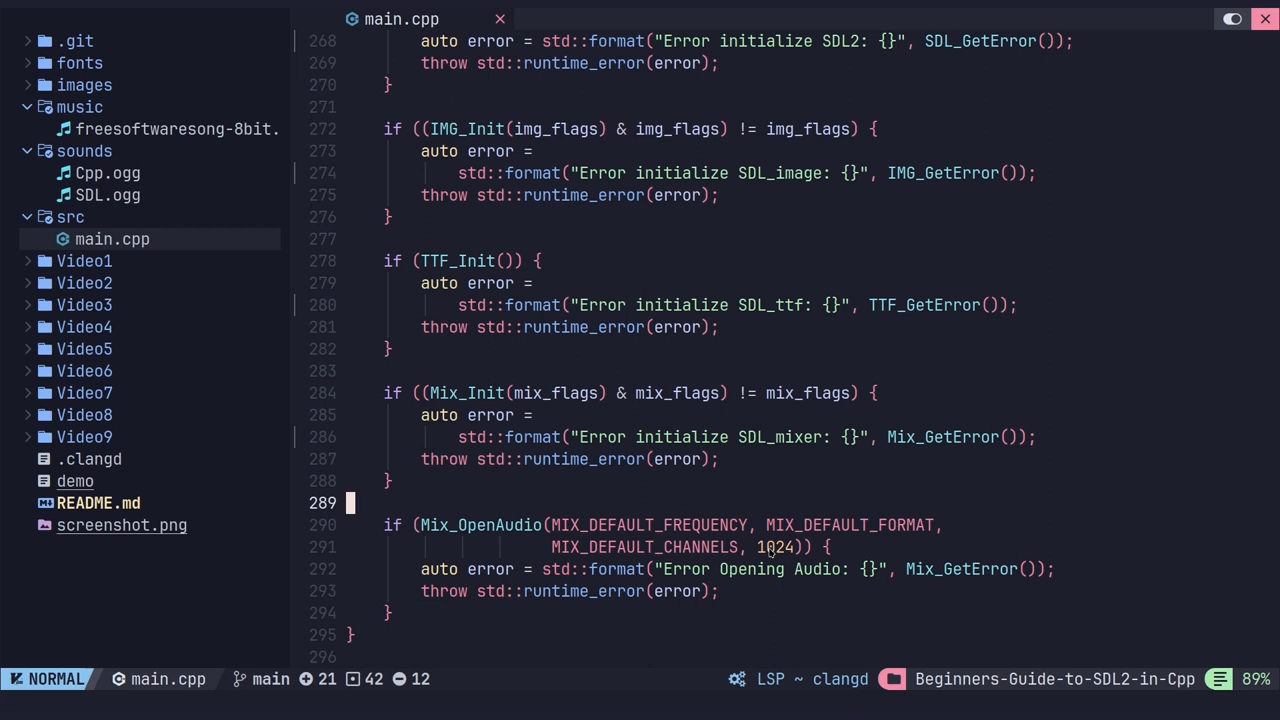 main.cpp
.git
fonts
images
music
freesoftwaresong-8bit.
sounds
Cpp.ogg
SDL.ogg
src
main.cpp
Video1
Video2
Video3
Video4
Video5
Video6
Video7
Video8
Video9
.clangd
demo
README.md
screenshot.png
268 auto error = std::format("Error initialize SDL2: {}", SDL_GetError());
269 throw std::runtime_error(error);
270 }
271
272 if ((IMG_Init(img_flags) & img_flags) != img_flags) {
273 auto error =
274 std::format("Error initialize SDL_image: {}", IMG_GetError());
275 throw std::runtime_error(error);
276 }
277
278 if (TTF_Init()) {
279 auto error =
280 std::format("Error initialize SDL_ttf: {}", TTF_GetError());
281 throw std::runtime_error(error);
282 }
283
284 if ((Mix_Init(mix_flags) & mix_flags) != mix_flags) {
285 auto error =
286 std::format("Error initialize SDL_mixer: {}", Mix_GetError());
287 throw std::runtime_error(error);
288 }
289
290 if (Mix_OpenAudio(MIX_DEFAULT_FREQUENCY, MIX_DEFAULT_FORMAT,
291 MIX_DEFAULT_CHANNELS, 1024)) {
292 auto error = std::format("Error Opening Audio: {}", Mix_GetError());
293 throw std::runtime_error(error);
294 }
295 }
296
NORMAL main.cpp main 21 42 12 LSP ~ clangd Beginners-Guide-to-SDL2-in-Cpp 89%